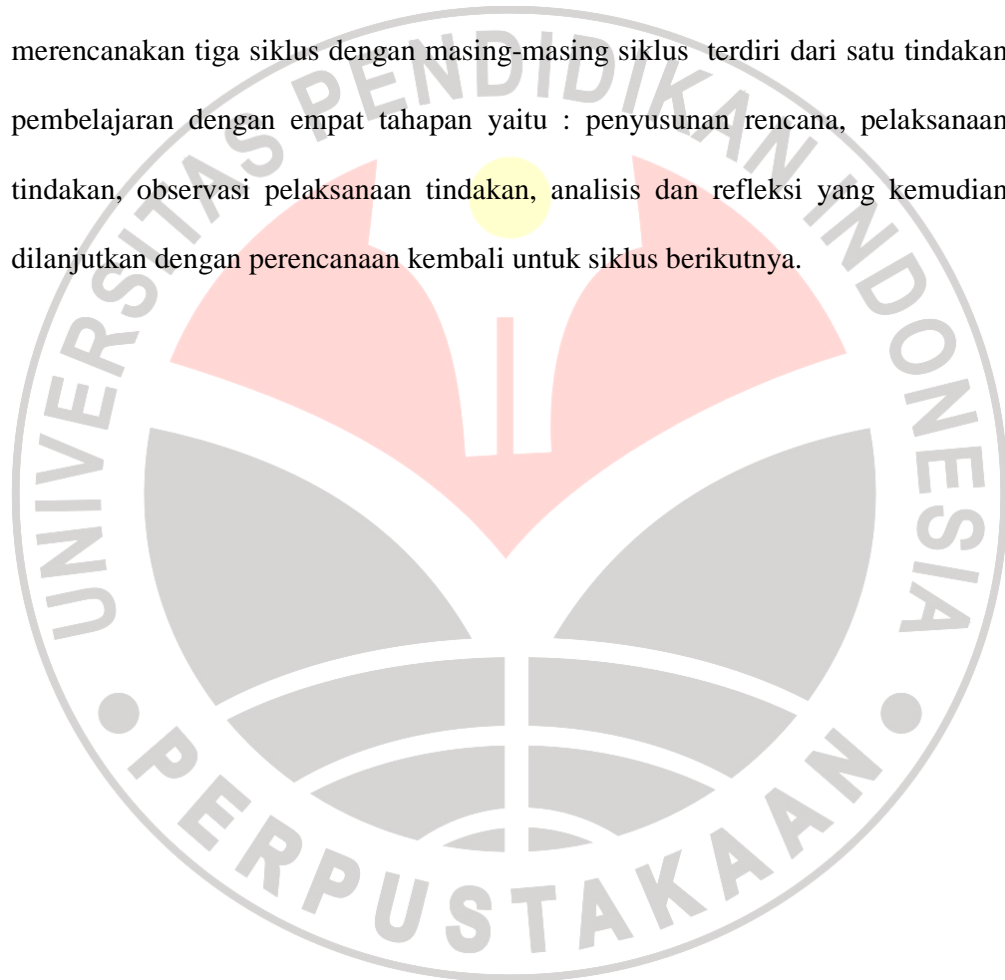 merencanakan tiga siklus dengan masing-masing siklus terdiri dari satu tindakan
pembelajaran dengan empat tahapan yaitu : penyusunan rencana, pelaksanaan
tindakan, observasi pelaksanaan tindakan, analisis dan refleksi yang kemudian
dilanjutkan dengan perencanaan kembali untuk siklus berikutnya.
UNIVERSITAS PENDIDIKAN INDONESIA
PERPUSTAKAAN